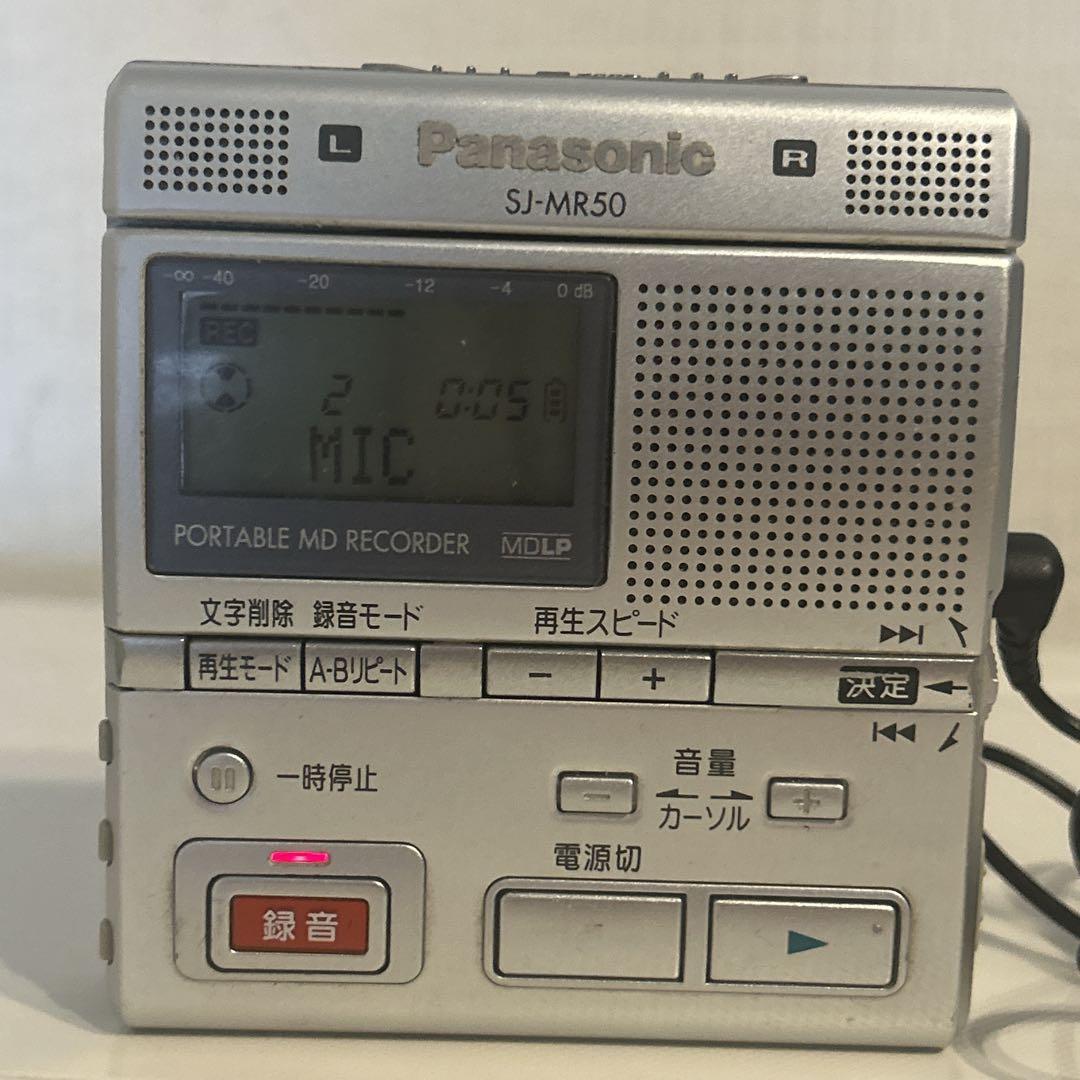 L Panasonic R
SJ-MR50
-∞ -40 -20 -12 -4 0 dB
REC
2 0:05
MIC
PORTABLE MD RECORDER MDLP
文字削除 録音モード 再生スピード
再生モード A-Bリピート - + 決定
一時停止
音量
- +
カーソル
電源切
録音